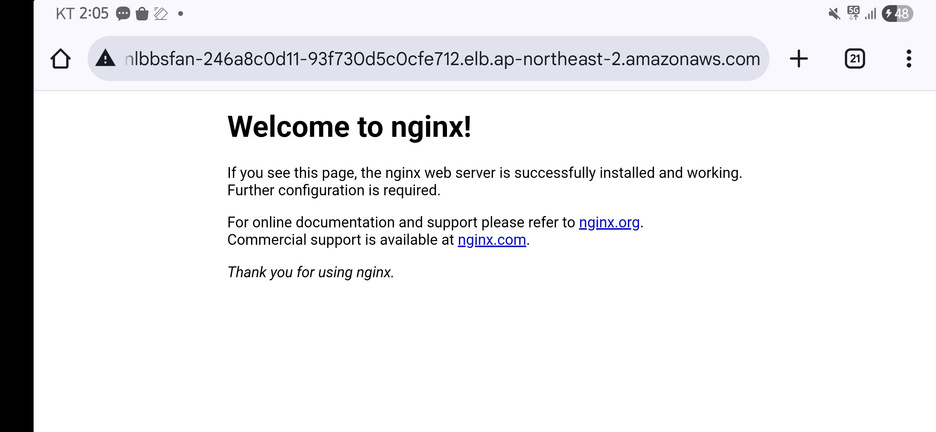 KT 2:05
5G
48
nlbbsfan-246a8c0d11-93f730d5c0cfe712.elb.ap-northeast-2.amazonaws.com
21
Welcome to nginx!
If you see this page, the nginx web server is successfully installed and working.
Further configuration is required.
For online documentation and support please refer to nginx.org.
Commercial support is available at nginx.com.
Thank you for using nginx.